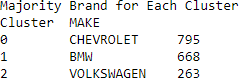 Majority Brand for Each Cluster
Cluster  MAKE
0        CHEVROLET     795
1        BMW           668
2        VOLKSWAGEN    263